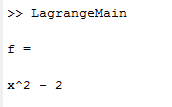 >> LagrangeMain
f =
x^2 - 2